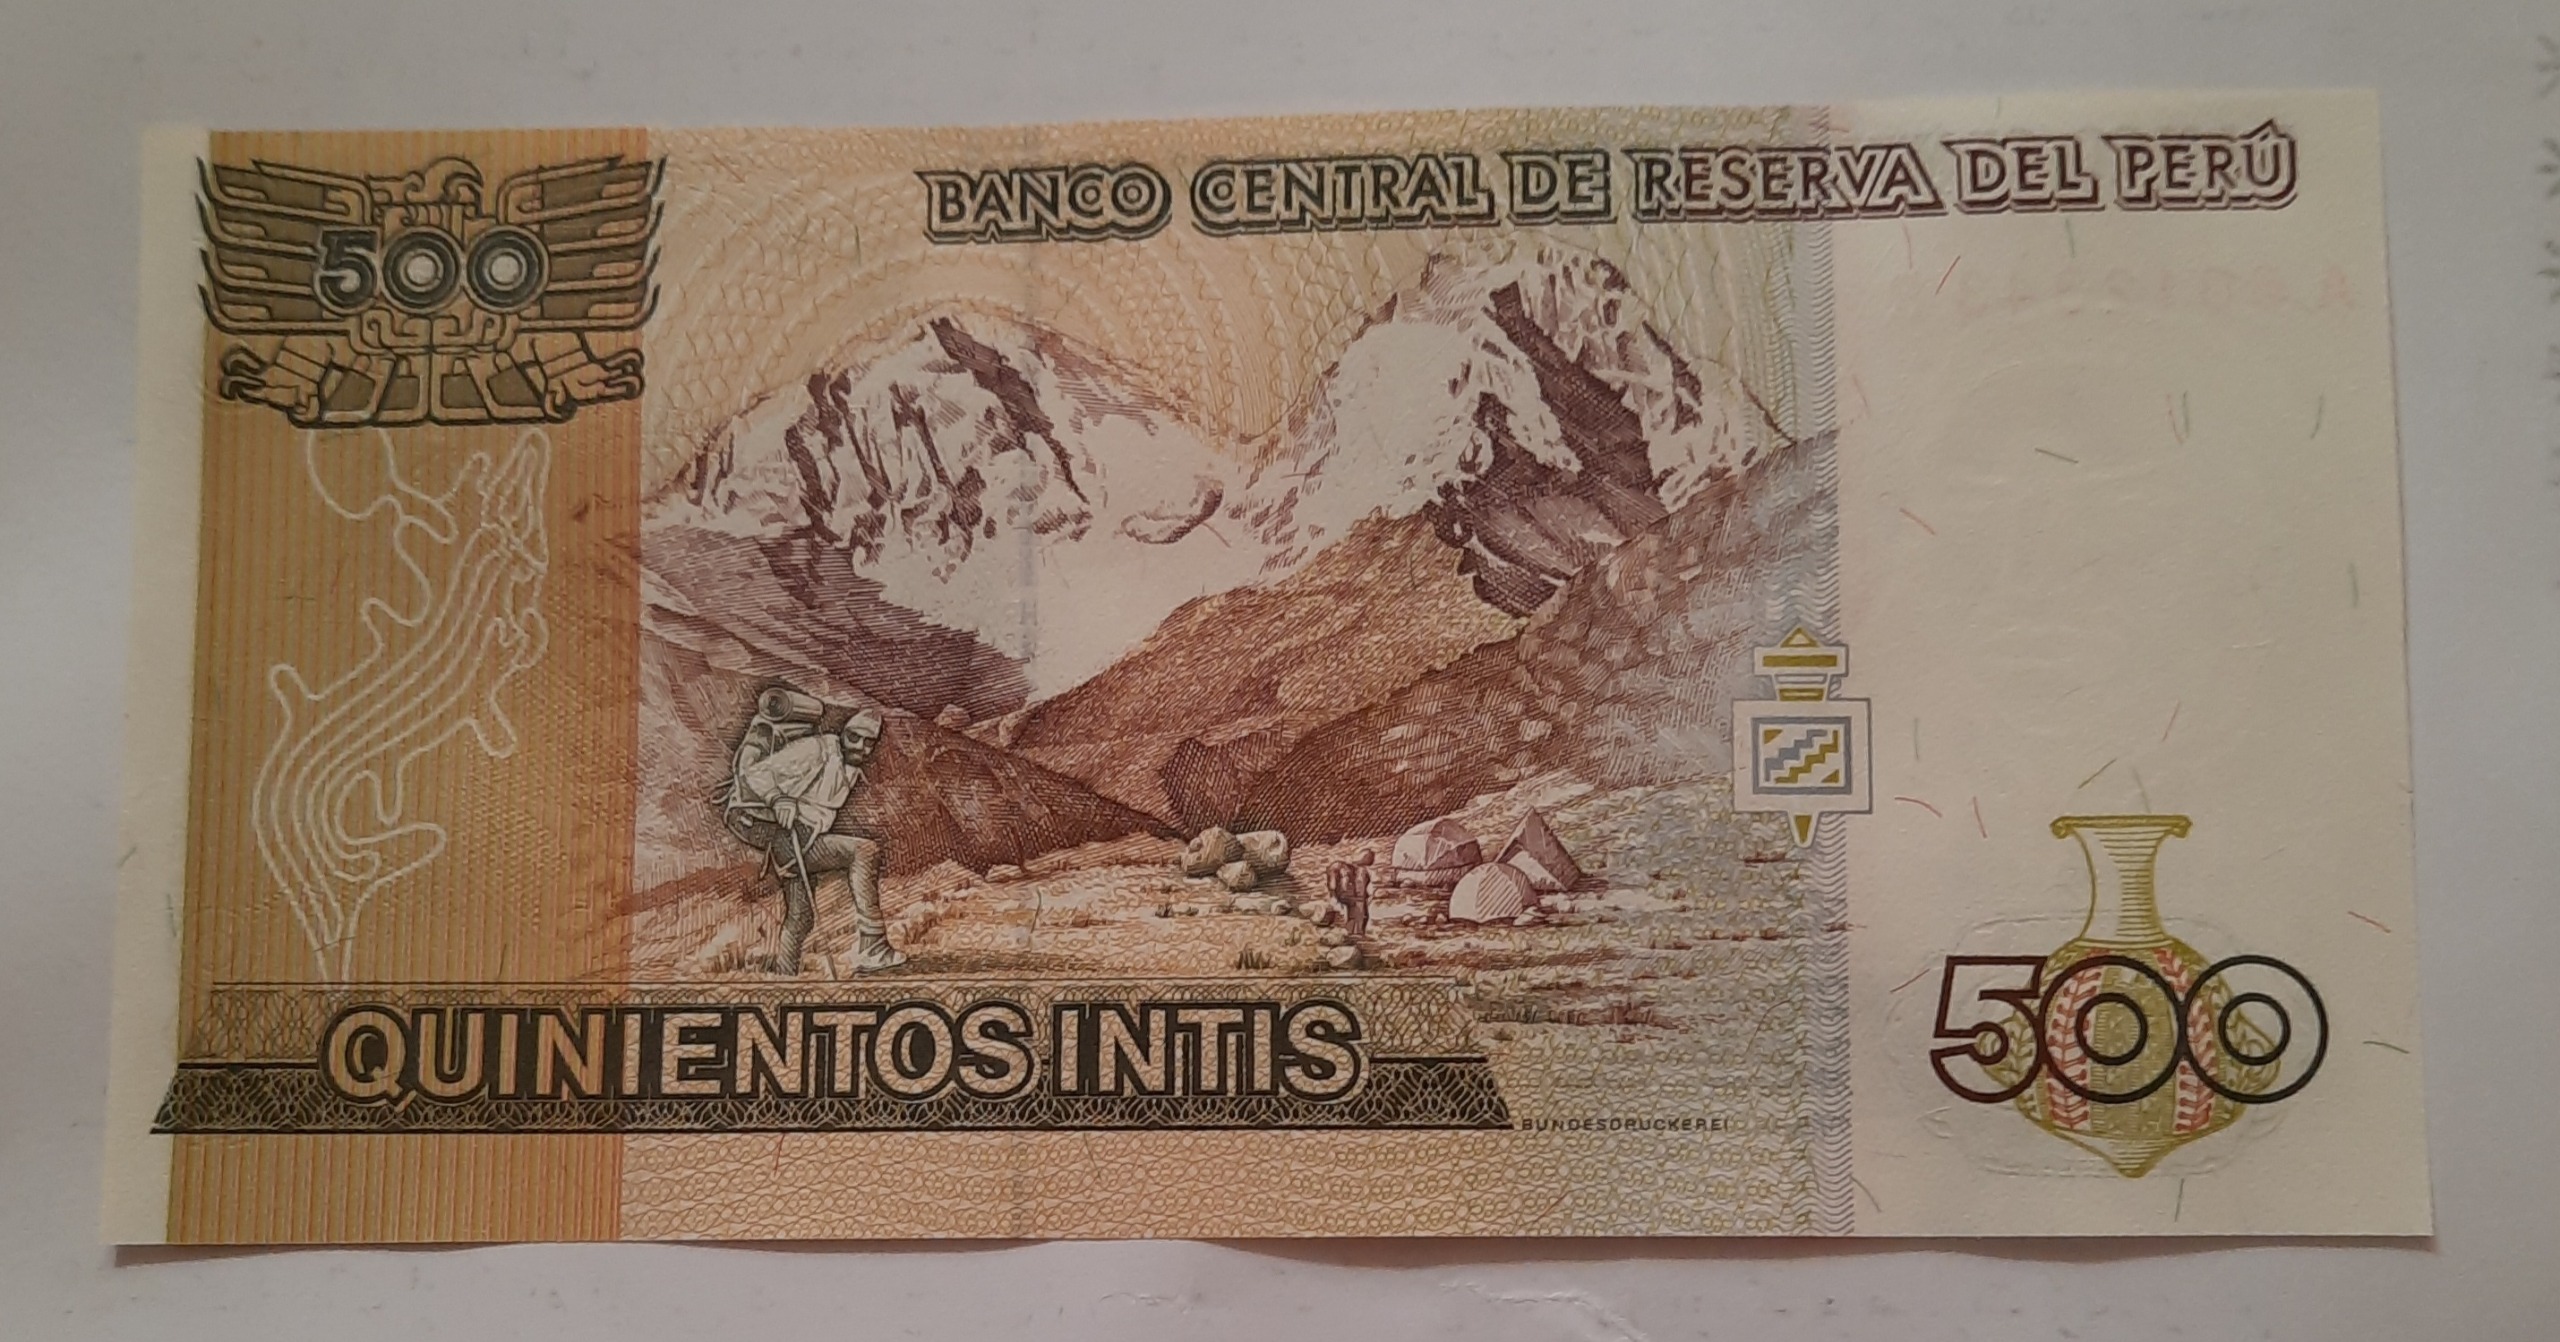 BANCO CENTRAL DE RESERVA DEL PERÚ
500
QUINIENTOS INTIS
BUNDESDRUCKEREI
500